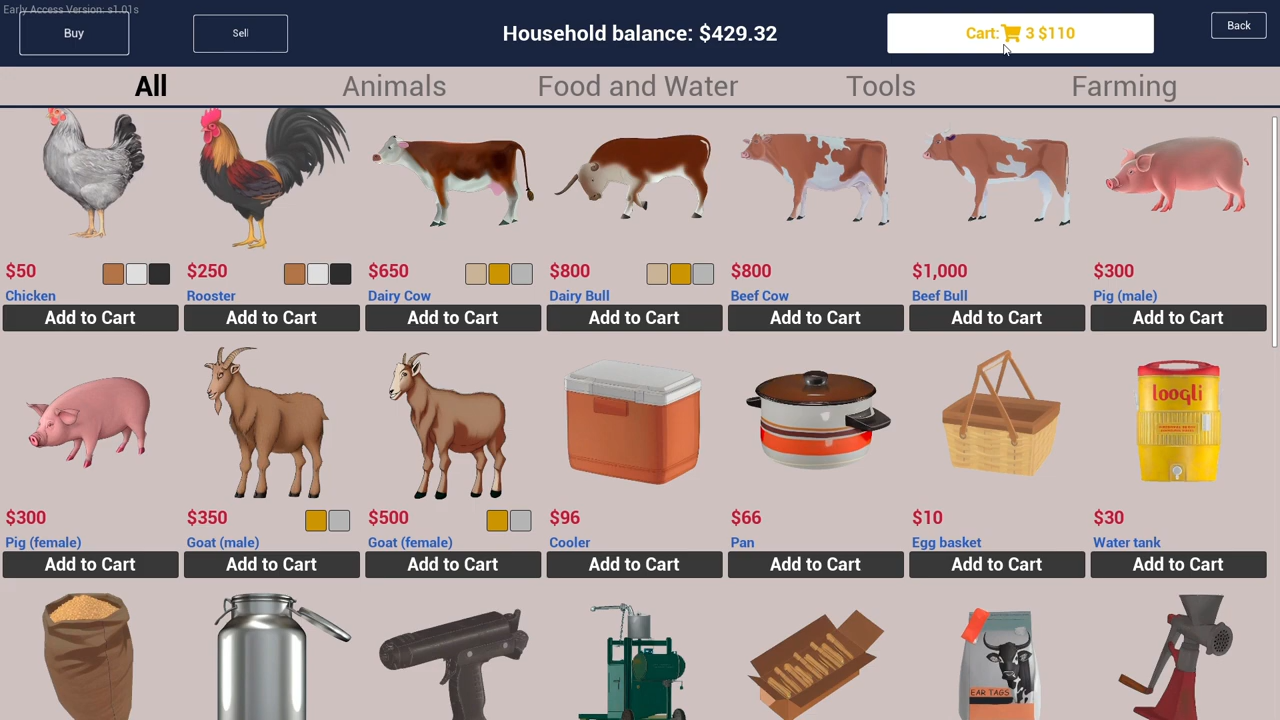 Early Access Version: s1.01s
Buy
Sell
Household balance: $429.32
Cart: 3 $110
Back
All Animals Food and Water Tools Farming
$50 $250 $650 $800 $800 $1,000 $300
Chicken Rooster Dairy Cow Dairy Bull Beef Cow Beef Bull Pig (male)
Add to Cart Add to Cart Add to Cart Add to Cart Add to Cart Add to Cart Add to Cart
loogli
$300 $350 $500 $96 $66 $10 $30
Pig (female) Goat (male) Goat (female) Cooler Pan Egg basket Water tank
Add to Cart Add to Cart Add to Cart Add to Cart Add to Cart Add to Cart Add to Cart
EAR TAGS